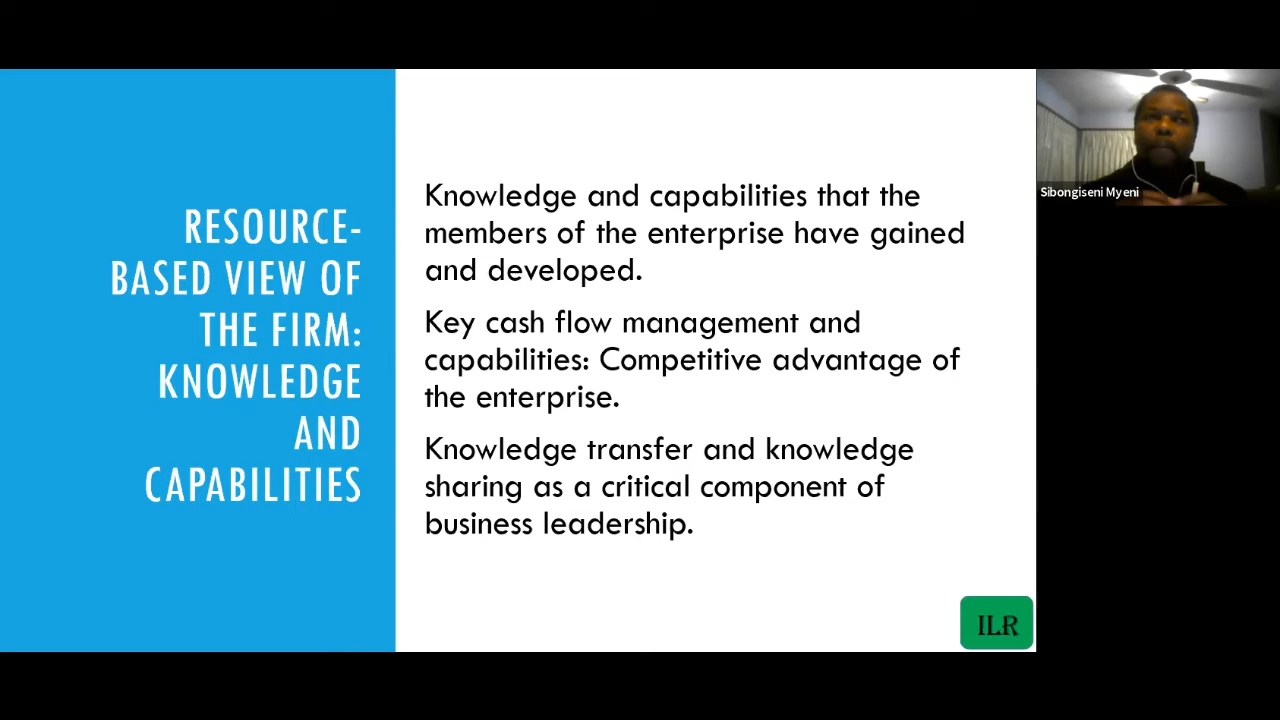 RESOURCE-
BASED VIEW OF
THE FIRM:
KNOWLEDGE
AND
CAPABILITIES
Knowledge and capabilities that the
members of the enterprise have gained
and developed.
Key cash flow management and
capabilities: Competitive advantage of
the enterprise.
Knowledge transfer and knowledge
sharing as a critical component of
business leadership.
Sibongiseni Myeni
ILR